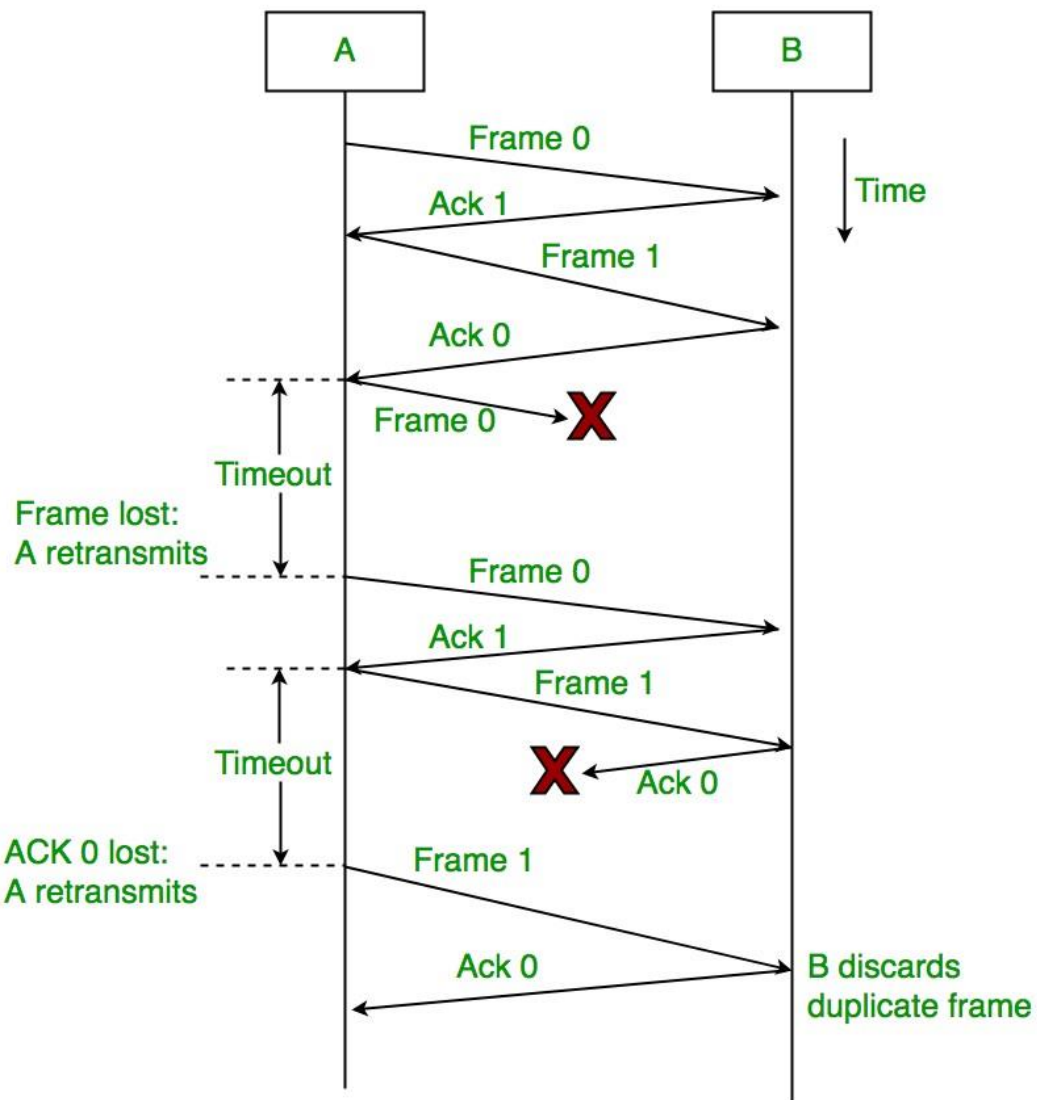 A
B
Frame 0
Time
Ack 1
Frame 1
Ack 0
Frame 0
Timeout
Frame lost:
A retransmits
Frame 0
Ack 1
Frame 1
Timeout
Ack 0
ACK 0 lost:
A retransmits
Frame 1
Ack 0
B discards
duplicate frame